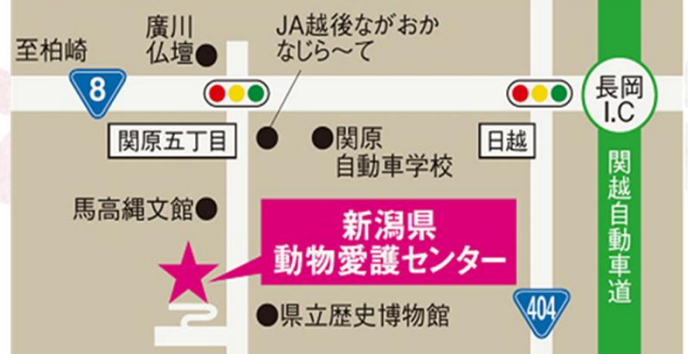 廣川
仏壇
JA越後ながおか
なじら〜て
至柏崎
8
長岡
I.C
関原五丁目
関原
自動車学校
日越
関越自動車道
馬高縄文館
新潟県
動物愛護センター
県立歴史博物館
404